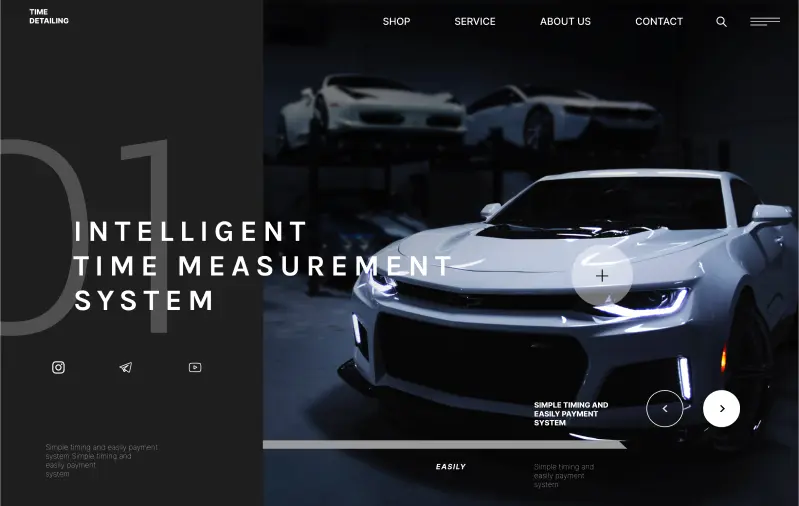 TIME
DETAILING
SHOP
SERVICE
ABOUT US
CONTACT
01
INTELLIGENT
TIME MEASUREMENT
SYSTEM
SIMPLE TIMING AND
EASILY PAYMENT
SYSTEM
Simple timing and easily payment
system Simple timing and
easily payment
system
EASILY
Simple timing and
easily payment
system